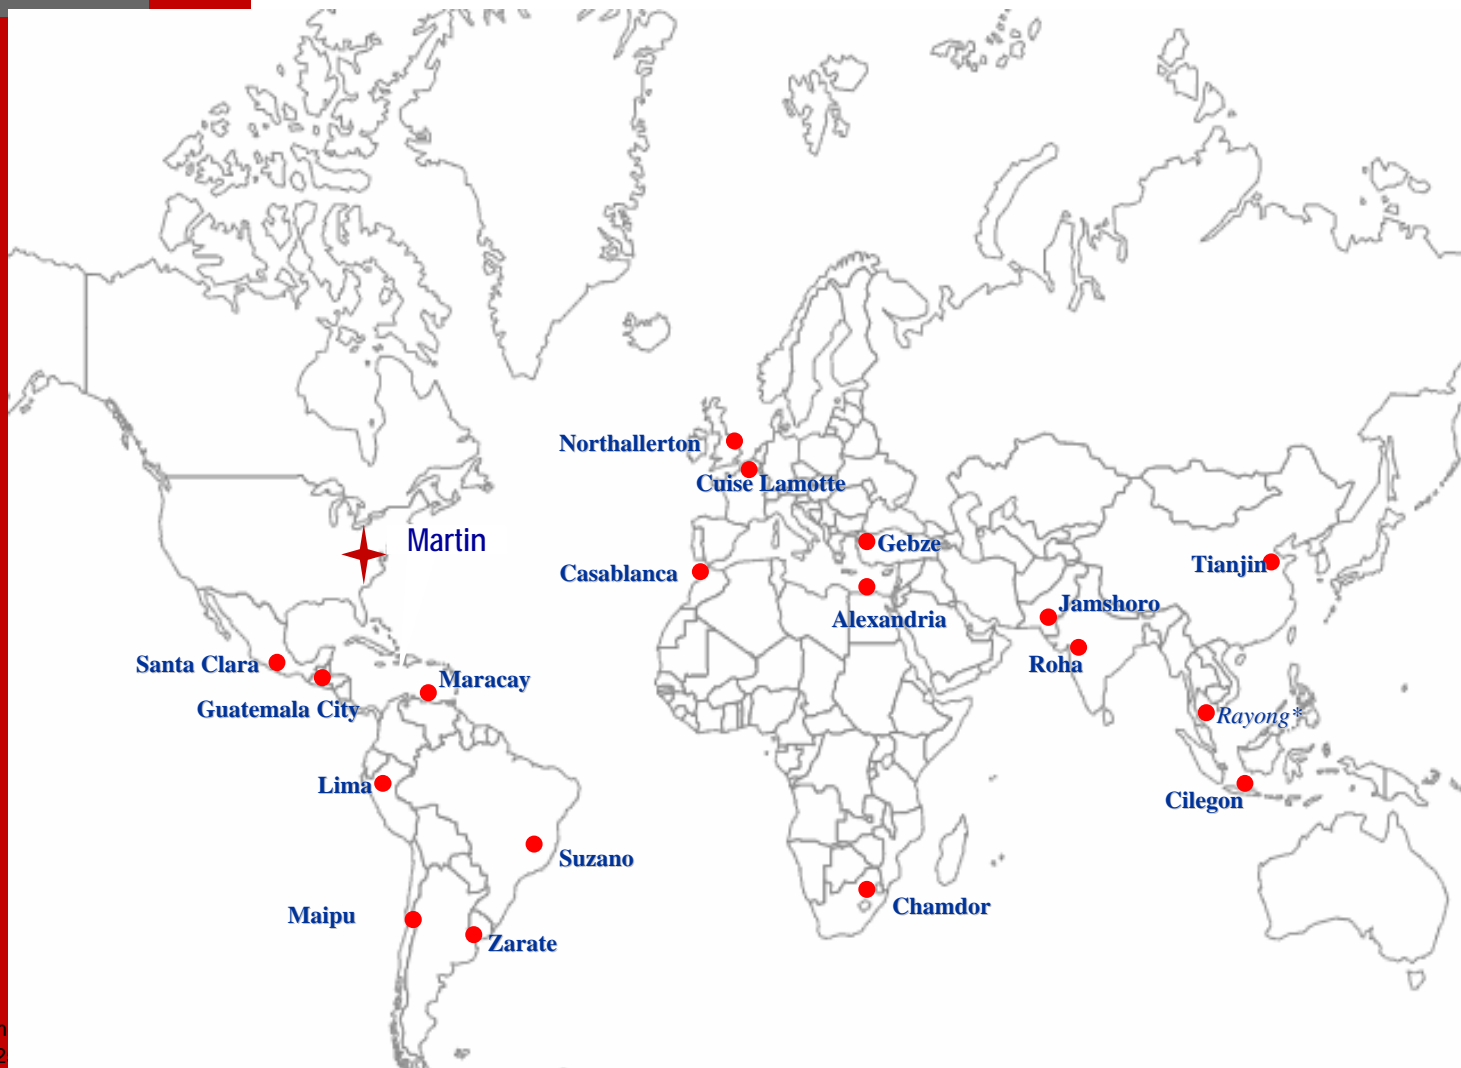 Northallerton
Cuise Lamotte
Martin
Gebze
Casablanca
Tianjin
Alexandria
Jamshoro
Santa Clara
Roha
Maracay
Guatemala City
Rayong*
Lima
Cilegon
Suzano
Chamdor
Maipu
Zarate
n
2